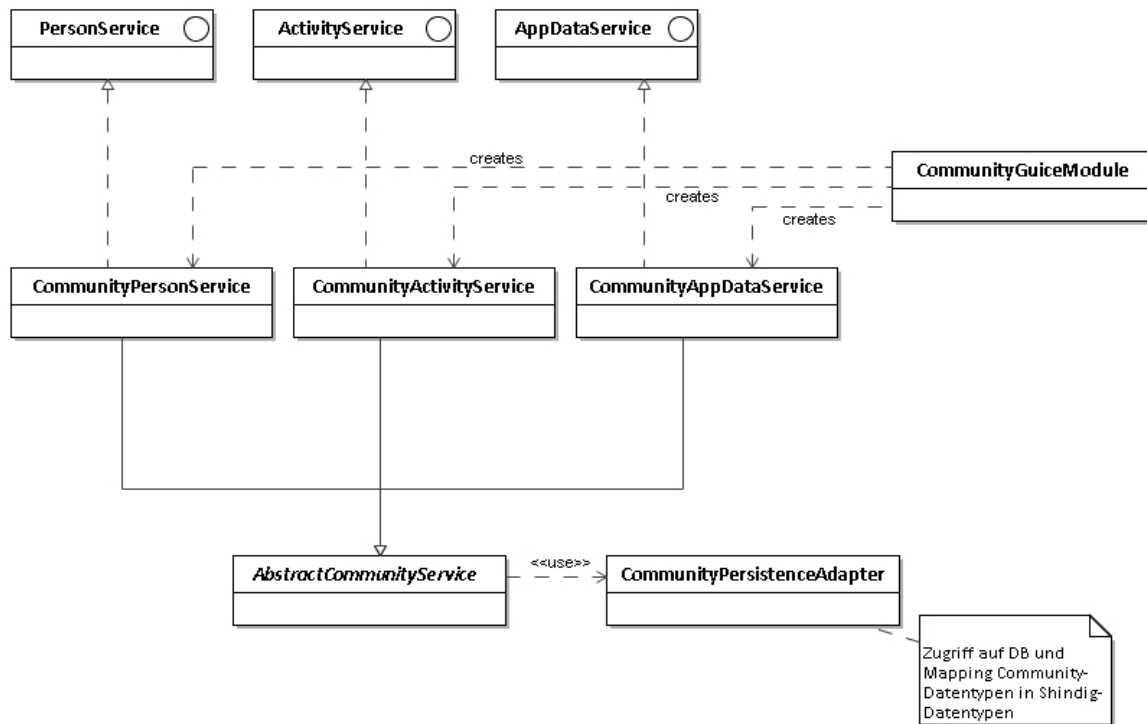 PersonService
ActivityService
AppDataService
creates
CommunityGuiceModule
creates
creates
CommunityPersonService
CommunityActivityService
CommunityAppDataService
AbstractCommunityService
<<use>>
CommunityPersistenceAdapter
Zugriff auf DB und
Mapping Community-
Datentypen in Shindig-
Datentypen